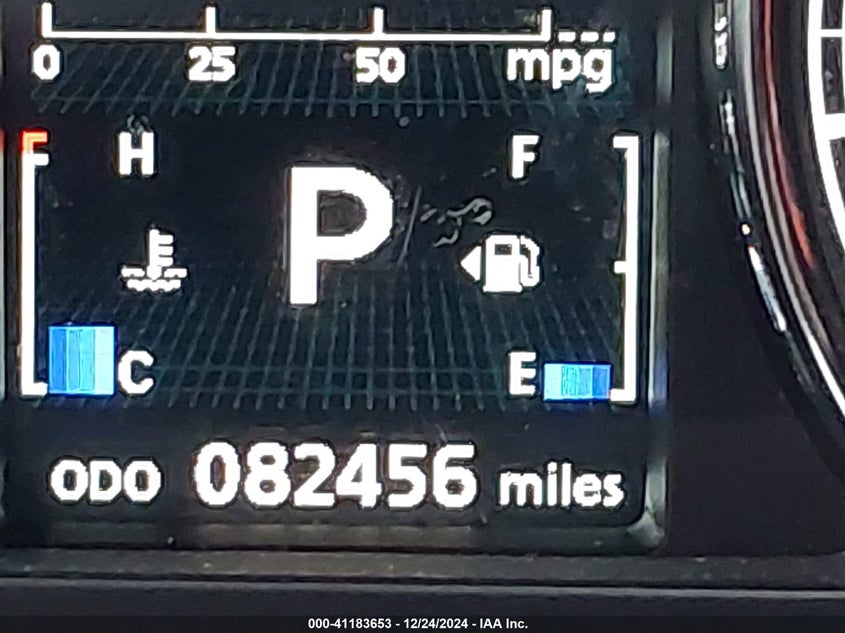 0 25 50 mpg
H F
P
C E
ODO 082456 miles
000-41183653 - 12/24/2024 - IAA Inc.